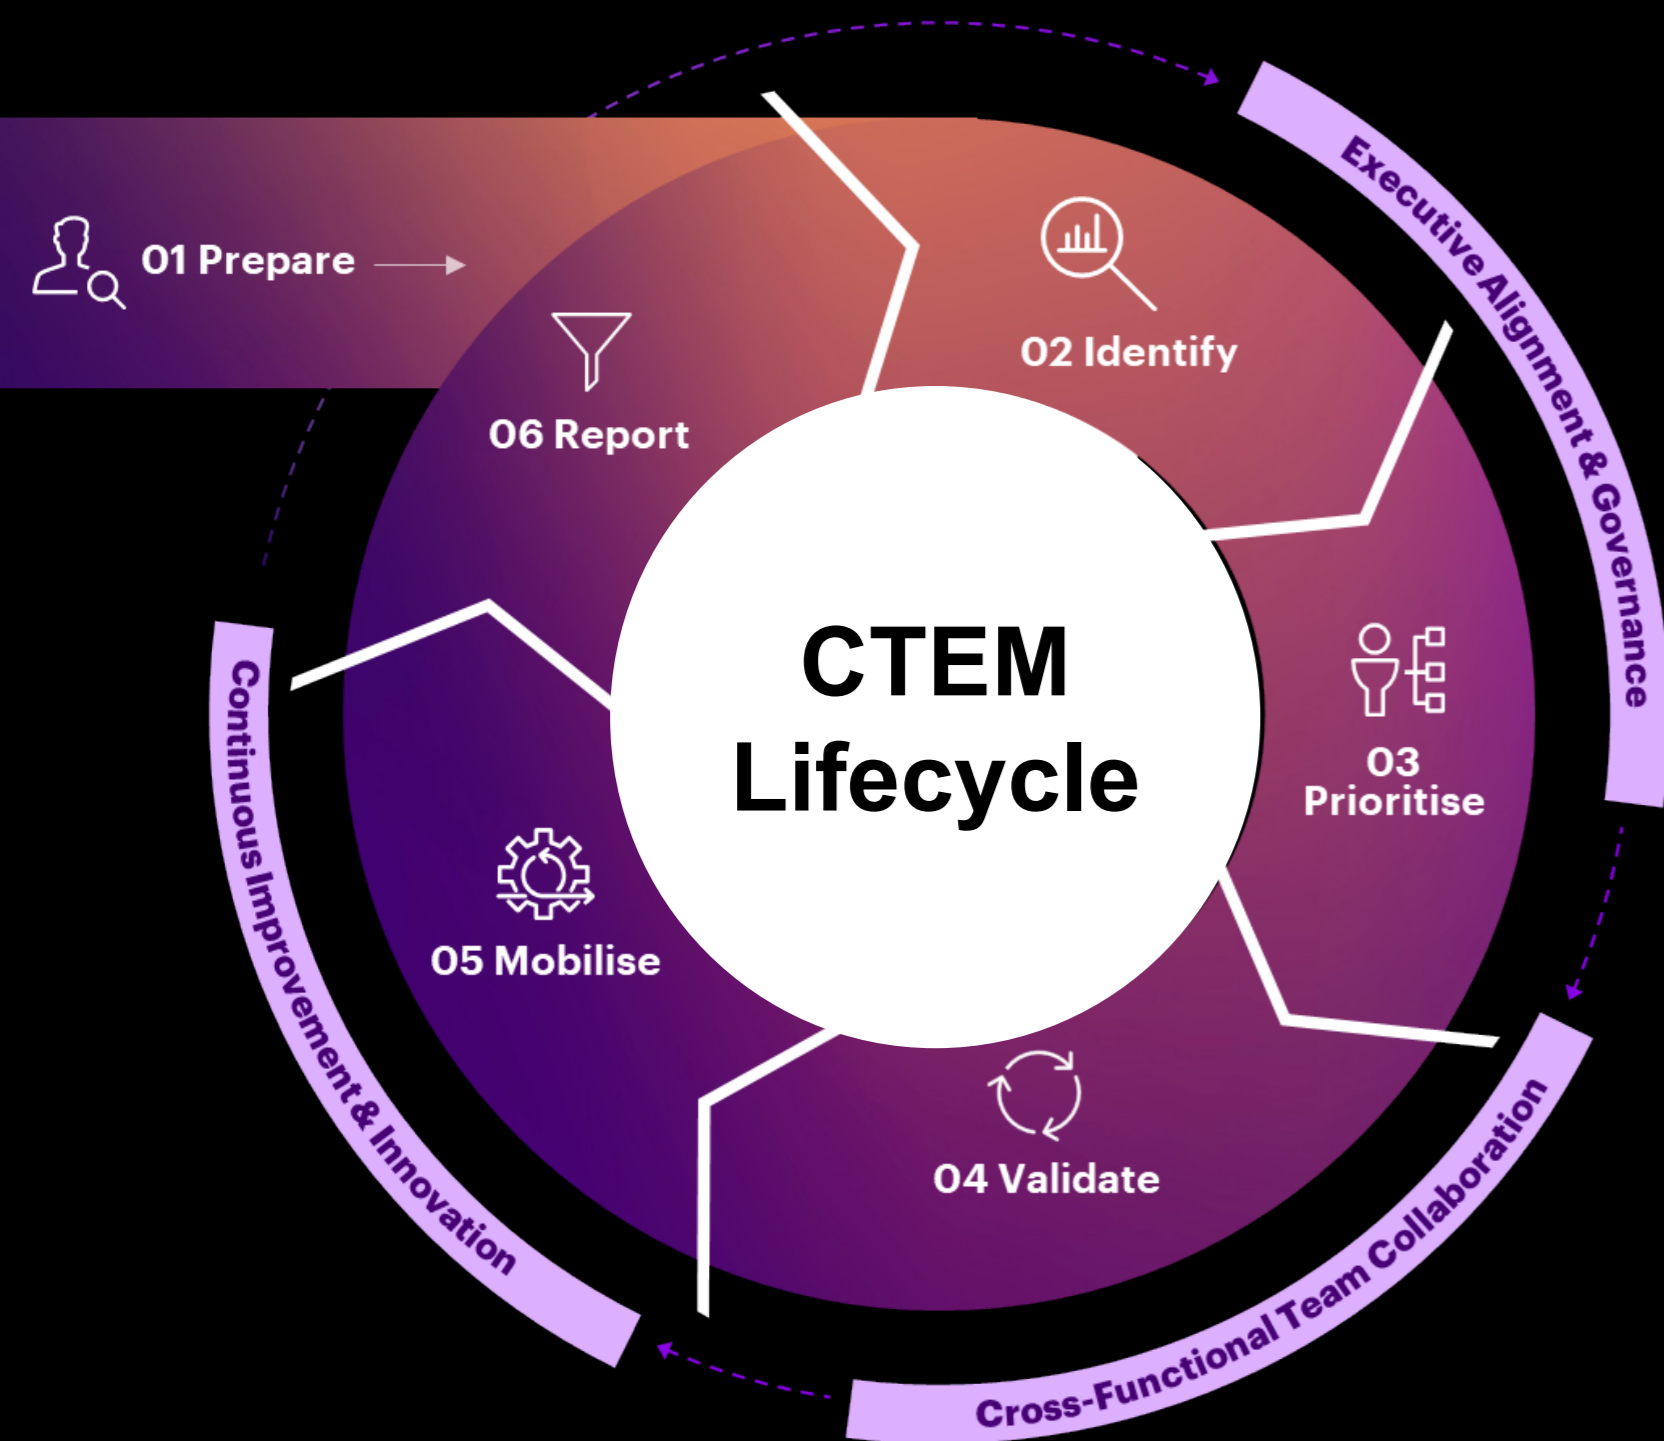 01 Prepare
02 Identify
03
Prioritise
04 Validate
05 Mobilise
06 Report
CTEM
Lifecycle
Executive Alignment & Governance
Cross-Functional Team Collaboration
Continuous Improvement & Innovation